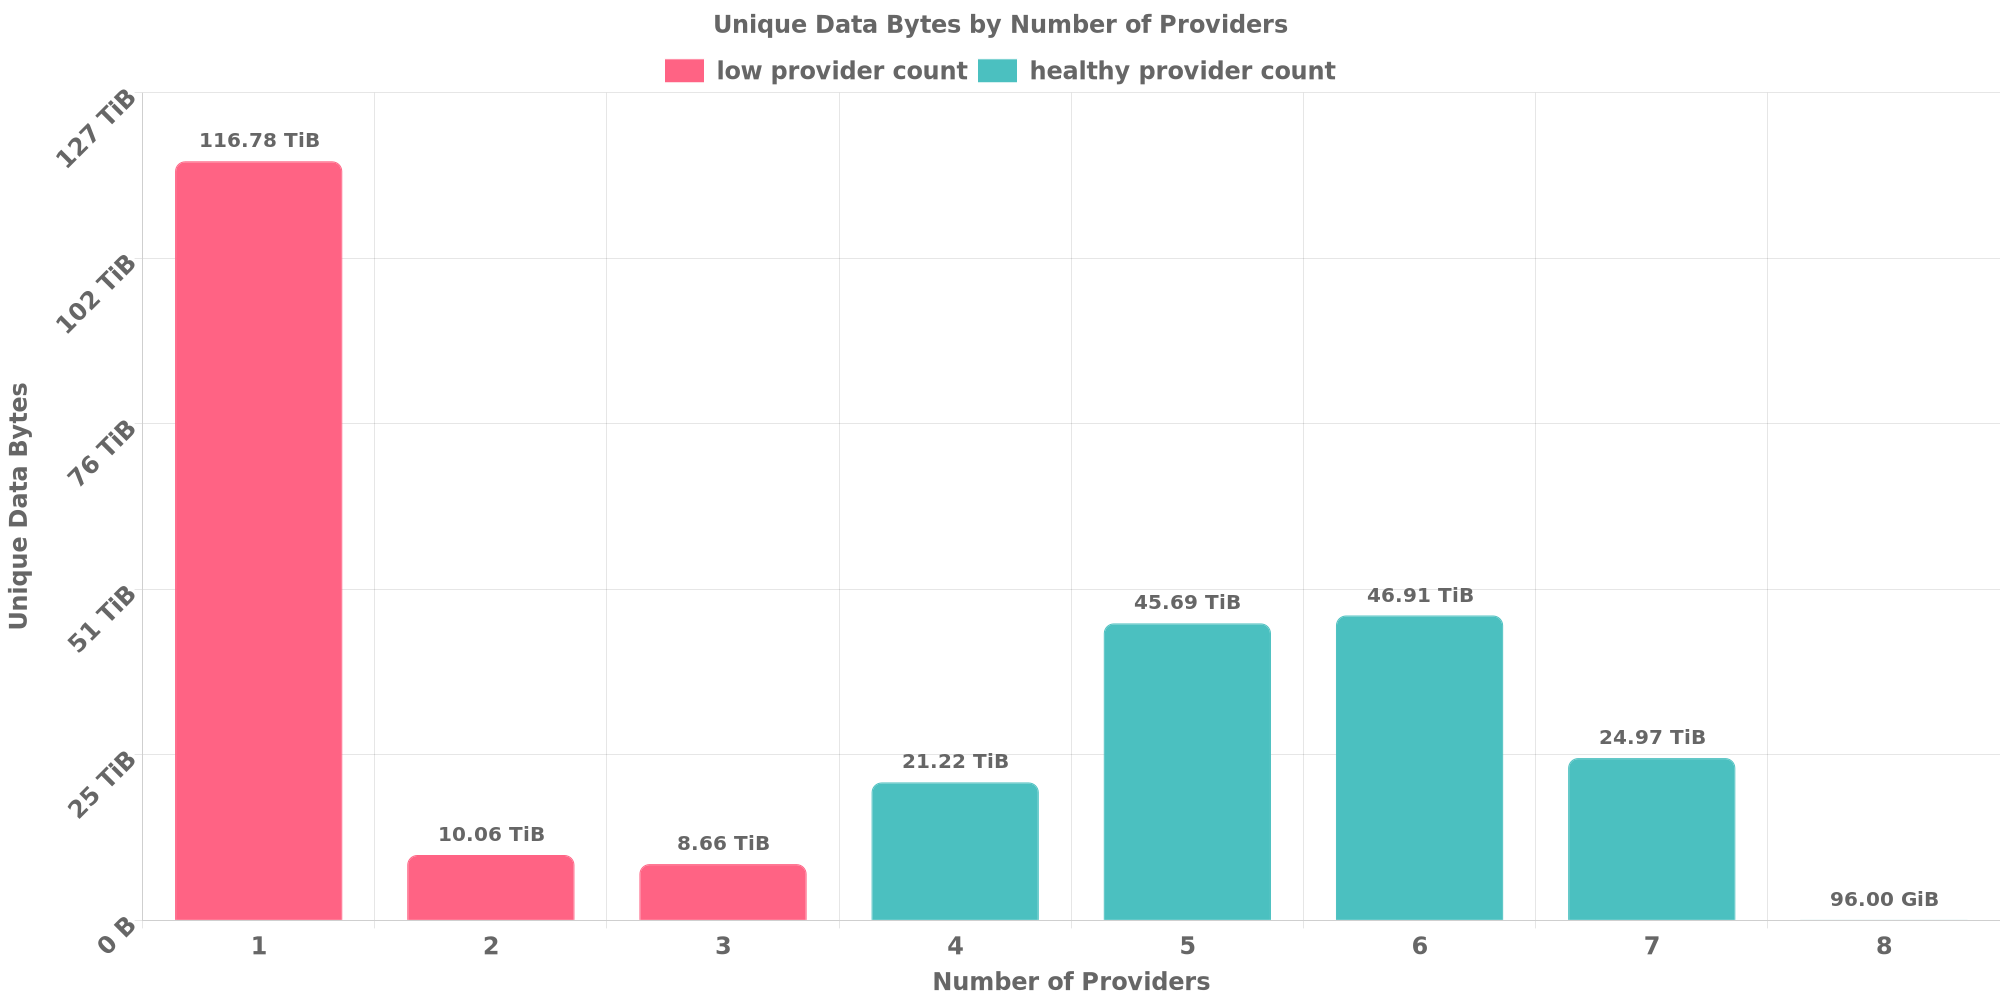 Unique Data Bytes by Number of Providers
low provider count healthy provider count
127 TiB
102 TiB
76 TiB
51 TiB
25 TiB
0 B
Unique Data Bytes
116.78 TiB
10.06 TiB
8.66 TiB
21.22 TiB
45.69 TiB
46.91 TiB
24.97 TiB
96.00 GiB
1 2 3 4 5 6 7 8
Number of Providers